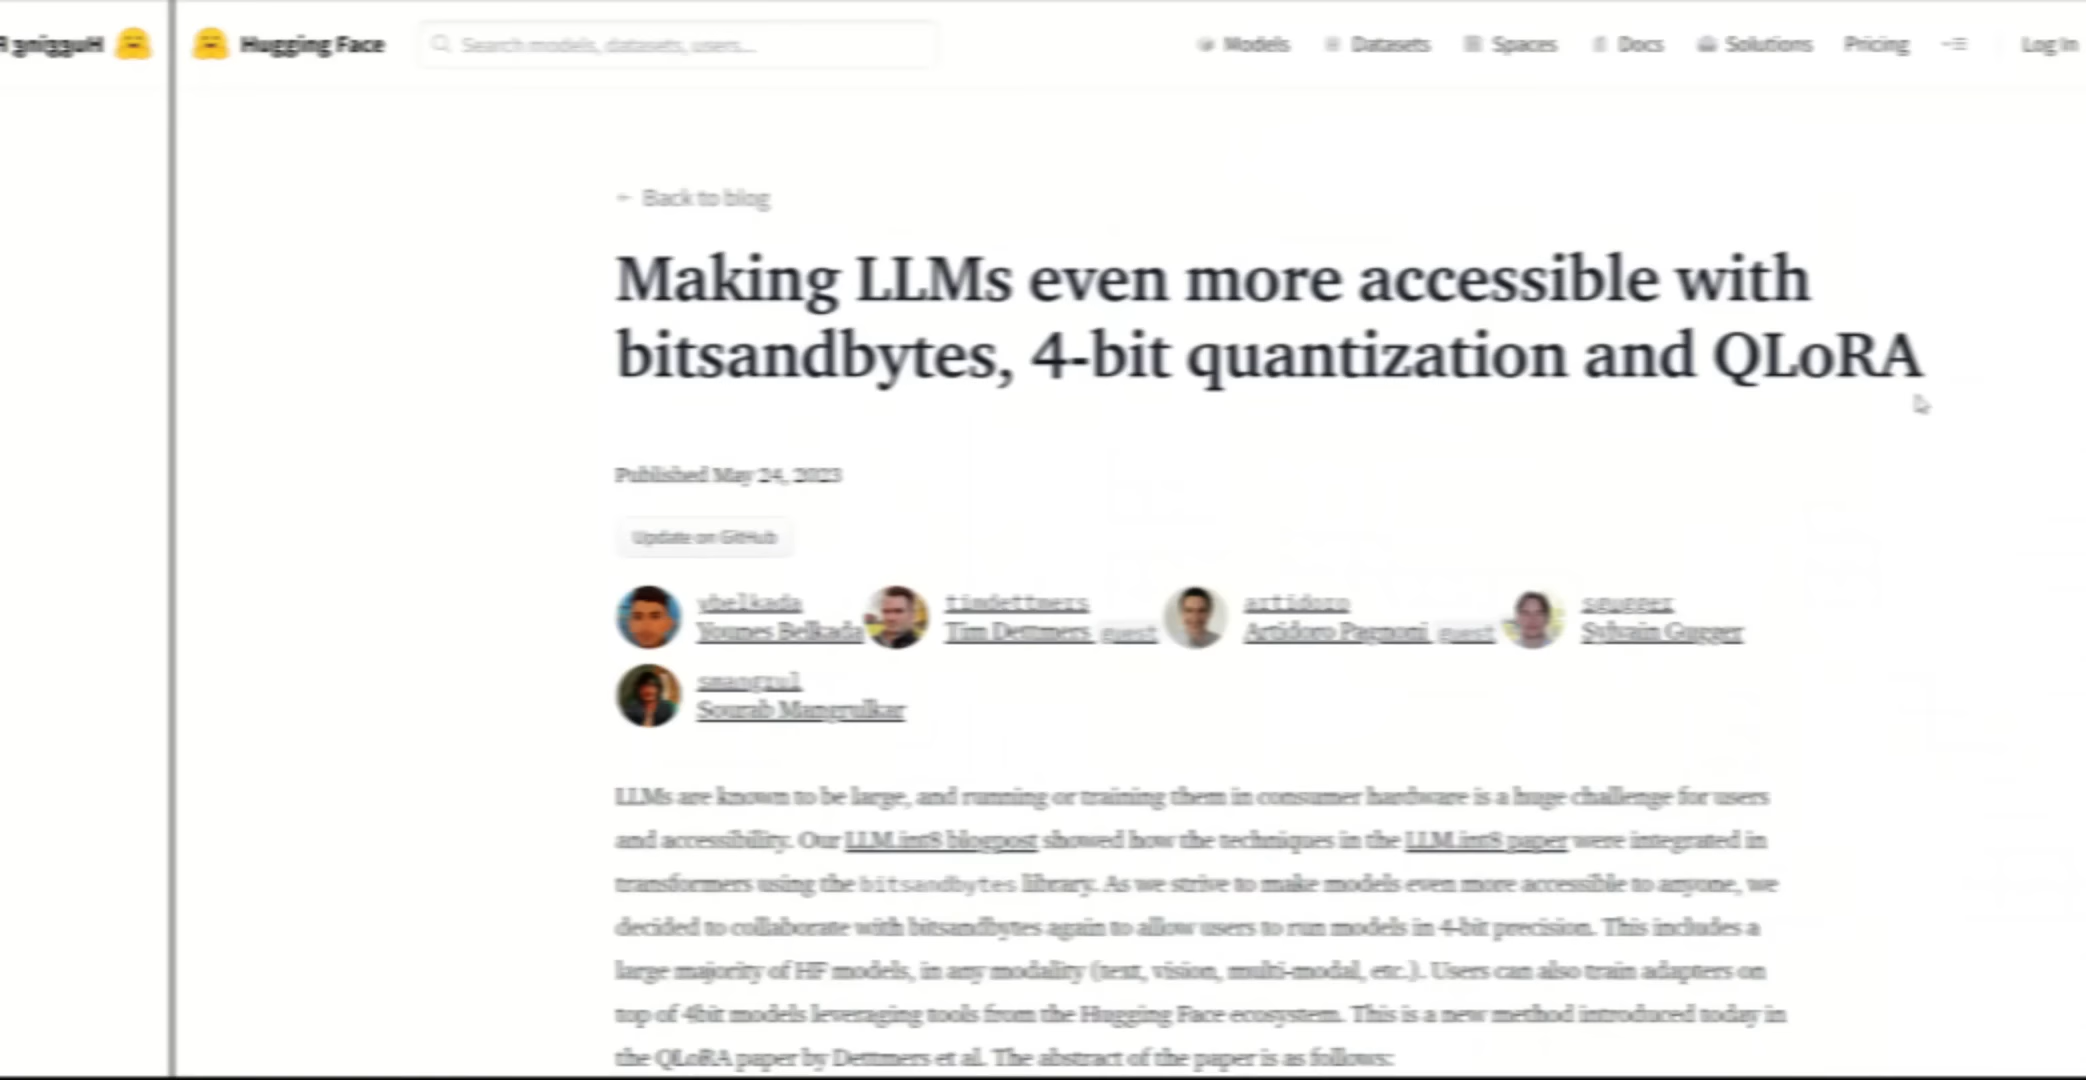 Hugging Face
Hugging Face Search models, datasets, users... Models Datasets Spaces Docs Solutions Pricing Log In
← Back to blog
Making LLMs even more accessible with
bitsandbytes, 4-bit quantization and QLoRA
Published May 24, 2023
Update on GitHub
ybelkada timdettmers artidoro sgugger
Younes Belkada Tim Dettmers guest Artidoro Pagnoni guest Sylvain Gugger
smangrul
Sourab Mangrulkar
LLMs are known to be large, and running or training them in consumer hardware is a huge challenge for users
and accessibility. Our LLM.int8 blogpost showed how the techniques in the LLM.int8 paper were integrated in
transformers using the bitsandbytes library. As we strive to make models even more accessible to anyone, we
decided to collaborate with bitsandbytes again to allow users to run models in 4-bit precision. This includes a
large majority of HF models, in any modality (text, vision, multi-modal, etc.). Users can also train adapters on
top of 4bit models leveraging tools from the Hugging Face ecosystem. This is a new method introduced today in
the QLoRA paper by Dettmers et al. The abstract of the paper is as follows: